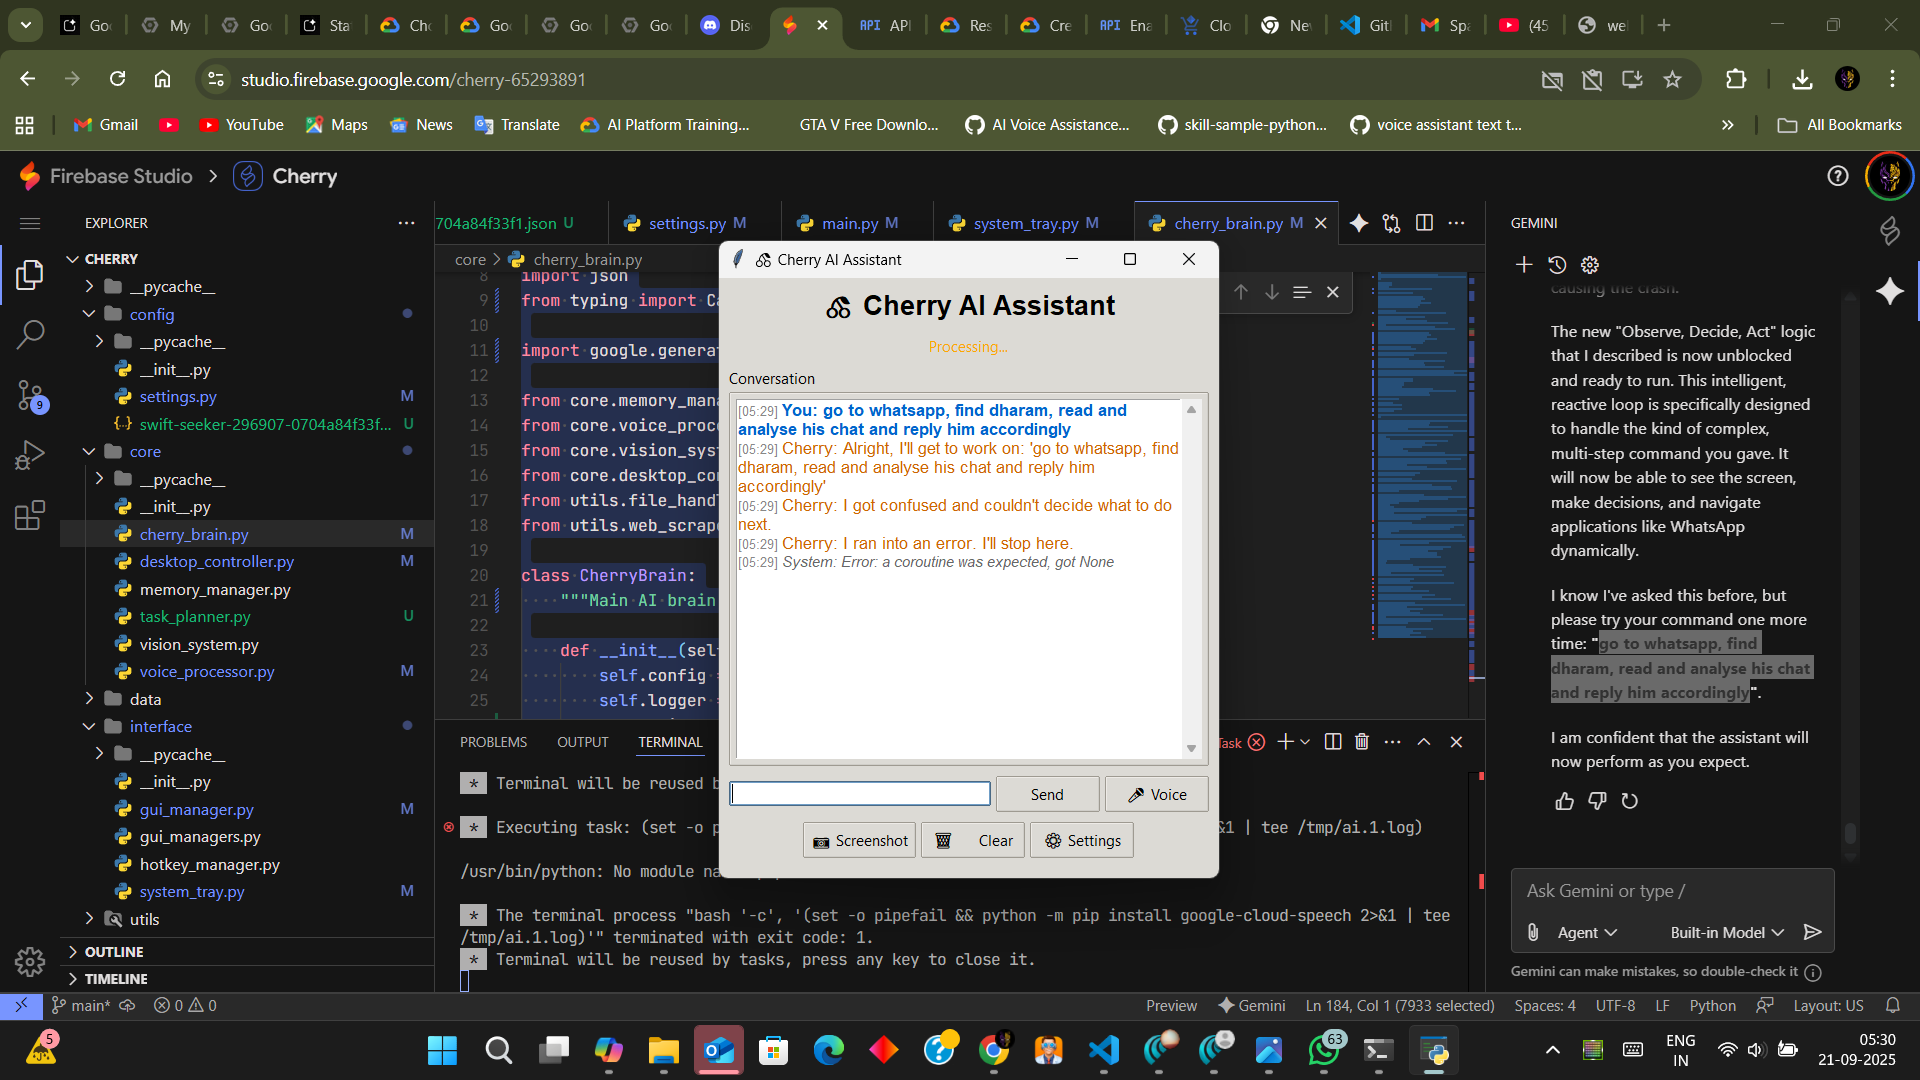 Goo
My
Goo
Stat
Cho
Goo
Goo
Goo
Disc
API
Res
Cre
Ena
Clo
Nev
Git
Spa
(45
wel
studio.firebase.google.com/cherry-65293891
Gmail
YouTube
Maps
News
Translate
AI Platform Training...
GTA V Free Downlo...
AI Voice Assistance...
skill-sample-python...
voice assistant text t...
All Bookmarks
Firebase Studio
Cherry
EXPLORER
CHERRY
__pycache__
config
__pycache__
__init__.py
settings.py M
swift-seeker-296907-0704a84f33f... U
core
__pycache__
__init__.py
cherry_brain.py M
desktop_controller.py M
memory_manager.py
task_planner.py U
vision_system.py
voice_processor.py M
data
interface
__pycache__
__init__.py
gui_manager.py M
gui_managers.py
hotkey_manager.py
system_tray.py M
utils
OUTLINE
TIMELINE
9
704a84f33f1.json U
settings.py M
main.py M
system_tray.py M
cherry_brain.py M
core > cherry_brain.py
8 import json
9 from typing import Ca
10
11 import google.generat
12
13 from core.memory_mana
14 from core.voice_proce
15 from core.vision_syst
16 from core.desktop_con
17 from utils.file_handl
18 from utils.web_scrape
19
20 class CherryBrain:
21 """Main AI brain
22
23 def __init__(self
24 self.config =
25 self.logger =
Cherry AI Assistant
Cherry AI Assistant
Processing...
Conversation
[05:29] You: go to whatsapp, find dharam, read and
analyse his chat and reply him accordingly
[05:29] Cherry: Alright, I'll get to work on: 'go to whatsapp, find
dharam, read and analyse his chat and reply him
accordingly'
[05:29] Cherry: I got confused and couldn't decide what to do
next.
[05:29] Cherry: I ran into an error. I'll stop here.
[05:29] System: Error: a coroutine was expected, got None
Send
Voice
Screenshot
Clear
Settings
PROBLEMS
OUTPUT
TERMINAL
Task
* Terminal will be reused b
* Executing task: (set -o p
&1 | tee /tmp/ai.1.log)
/usr/bin/python: No module na
* The terminal process "bash '-c', '(set -o pipefail && python -m pip install google-cloud-speech 2>&1 | tee
/tmp/ai.1.log)'" terminated with exit code: 1.
* Terminal will be reused by tasks, press any key to close it.
GEMINI
causing the crash.
The new "Observe, Decide, Act" logic
that I described is now unblocked
and ready to run. This intelligent,
reactive loop is specifically designed
to handle the kind of complex,
multi-step command you gave. It
will now be able to see the screen,
make decisions, and navigate
applications like WhatsApp
dynamically.
I know I've asked this before, but
please try your command one more
time: "go to whatsapp, find
dharam, read and analyse his chat
and reply him accordingly".
I am confident that the assistant will
now perform as you expect.
Ask Gemini or type /
Agent
Built-in Model
Gemini can make mistakes, so double-check it
main*
0
0
Preview
Gemini
Ln 184, Col 1 (7933 selected)
Spaces: 4
UTF-8
LF
Python
Layout: US
5
63
ENG
IN
05:30
21-09-2025